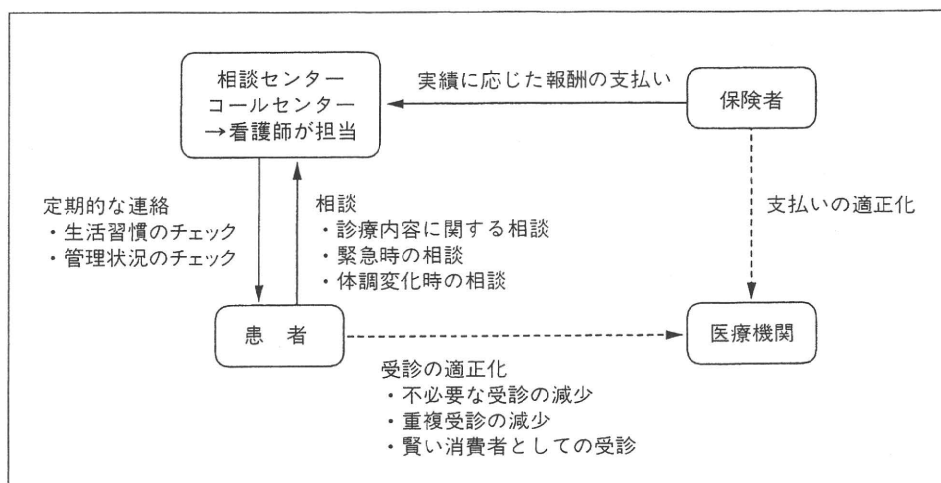 相談センター
コールセンター
→看護師が担当
実績に応じた報酬の支払い
保険者
定期的な連絡
・生活習慣のチェック
・管理状況のチェック
相談
・診療内容に関する相談
・緊急時の相談
・体調変化時の相談
支払いの適正化
患 者
医療機関
受診の適正化
・不必要な受診の減少
・重複受診の減少
・賢い消費者としての受診